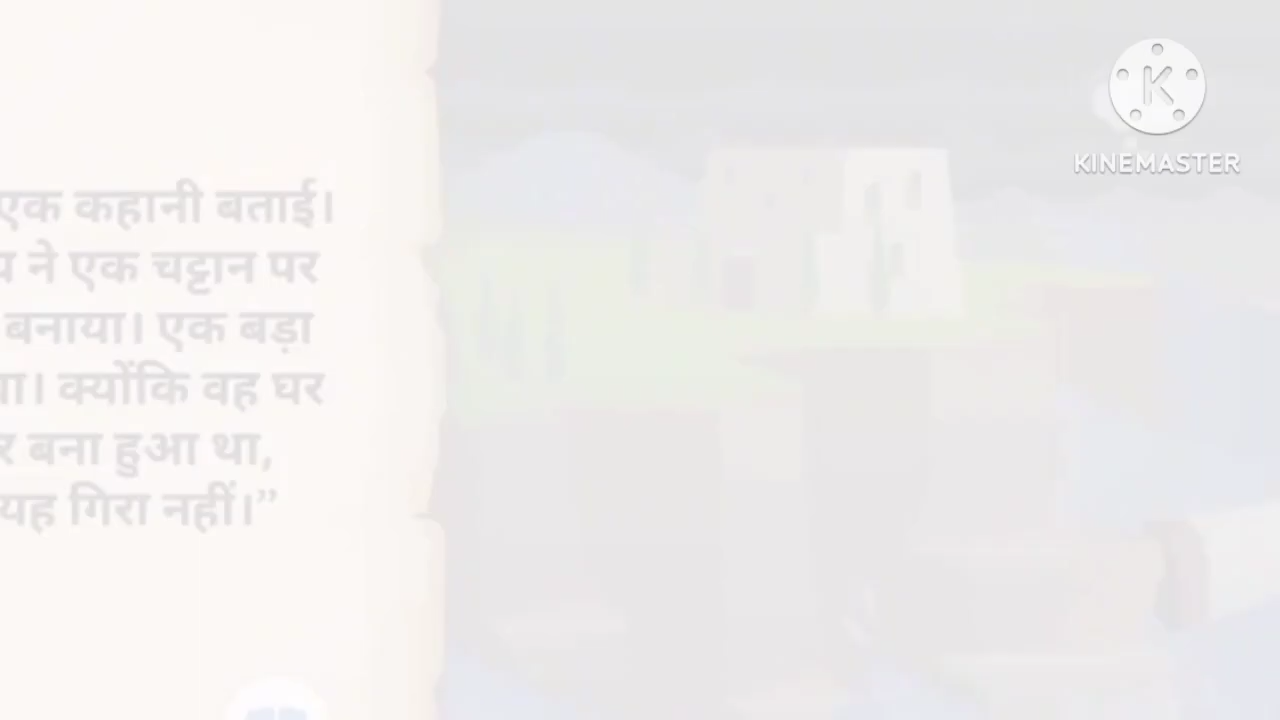 एक कहानी बताई।
ने एक चट्टान पर
बनाया। एक बड़ा
क्योंकि वह घर
बना हुआ था,
यह गिरा नहीं।”
KINEMASTER